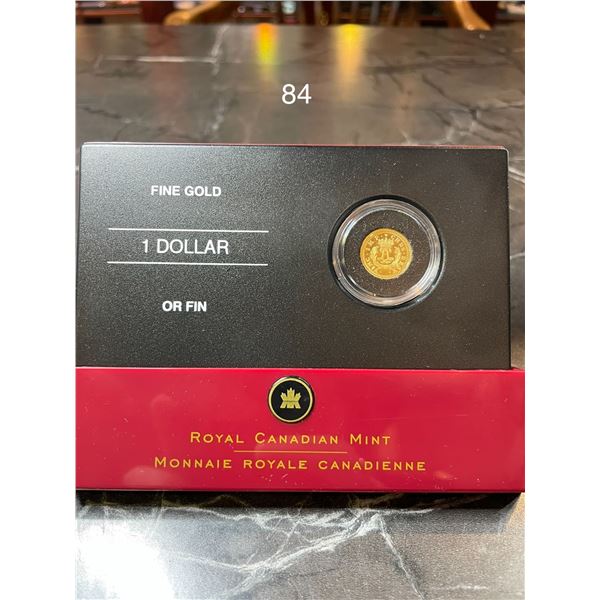 84
FINE GOLD
1 DOLLAR
OR FIN
ROYAL CANADIAN MINT
MONNAIE ROYALE CANADIENNE